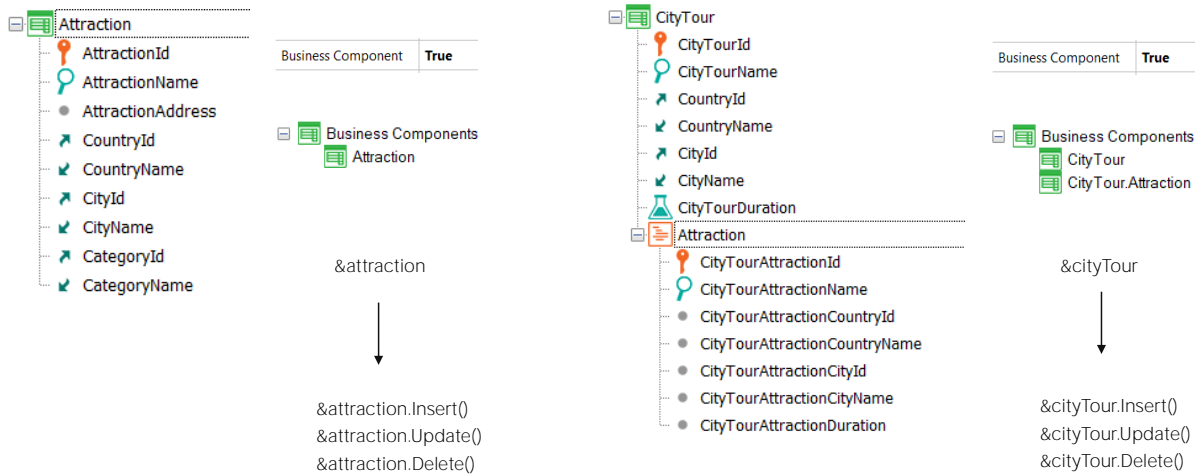 Attraction
AttractionId
AttractionName
AttractionAddress
CountryId
CountryName
CityId
CityName
CategoryId
CategoryName
Business Component True
Business Components
Attraction
&attraction
&attraction.Insert()
&attraction.Update()
&attraction.Delete()
CityTour
CityTourId
CityTourName
CountryId
CountryName
CityId
CityName
CityTourDuration
Attraction
CityTourAttractionId
CityTourAttractionName
CityTourAttractionCountryId
CityTourAttractionCountryName
CityTourAttractionCityId
CityTourAttractionCityName
CityTourAttractionDuration
Business Component True
Business Components
CityTour
CityTour.Attraction
&cityTour
&cityTour.Insert()
&cityTour.Update()
&cityTour.Delete()